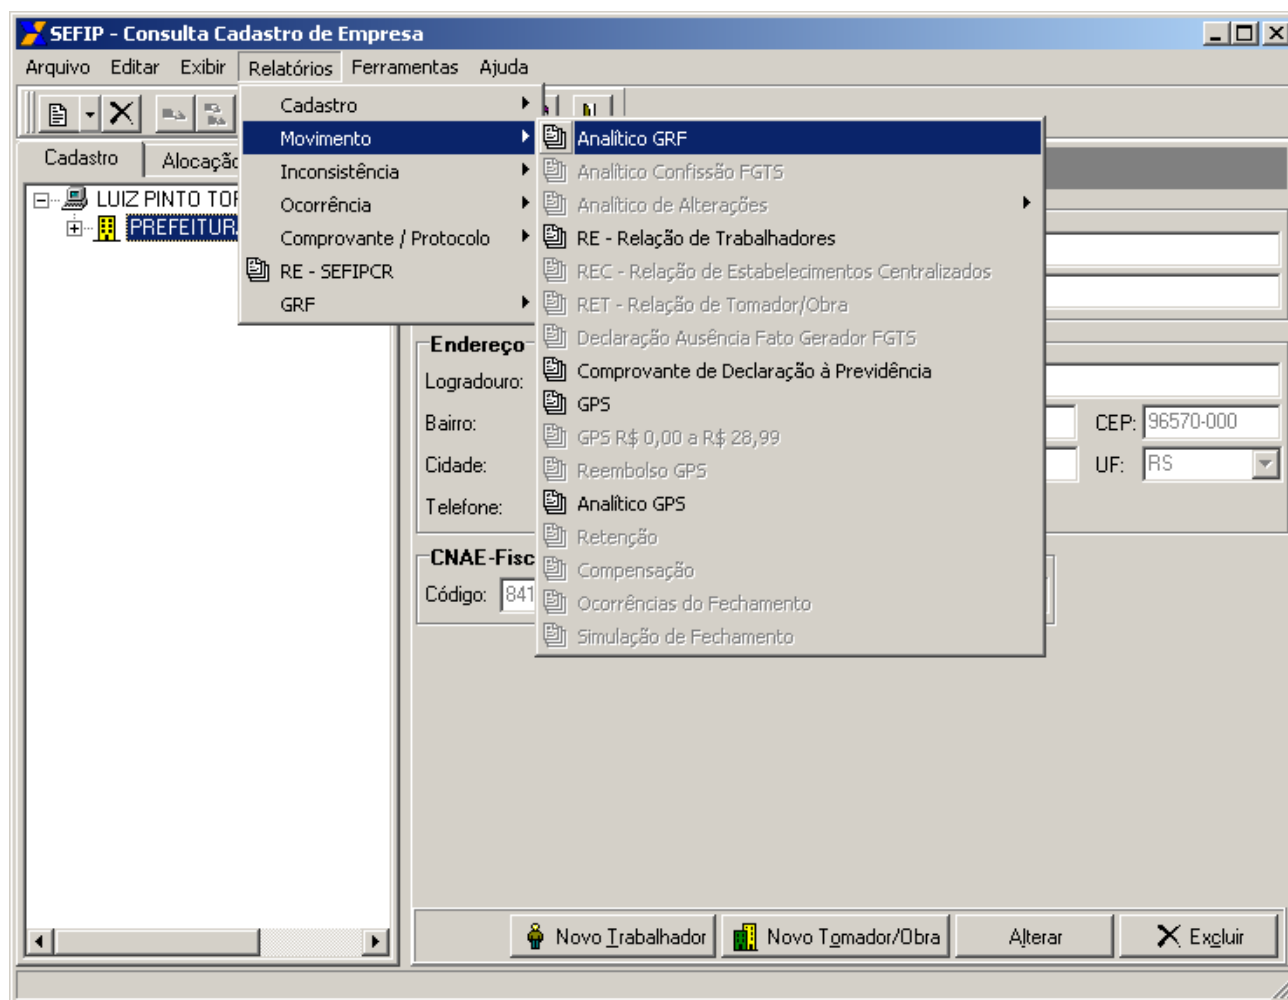 SEFIP - Consulta Cadastro de Empresa
Arquivo Editar Exibir Relatórios Ferramentas Ajuda
Cadastro
Movimento
Inconsistência
Ocorrência
Comprovante / Protocolo
RE - SEFIPCR
GRF
Analítico GRF
Analítico Confissão FGTS
Analítico de Alterações
RE - Relação de Trabalhadores
REC - Relação de Estabelecimentos Centralizados
RET - Relação de Tomador/Obra
Declaração Ausência Fato Gerador FGTS
Comprovante de Declaração à Previdência
GPS
GPS R$ 0,00 a R$ 28,99
Reembolso GPS
Analítico GPS
Retenção
Compensação
Ocorrências do Fechamento
Simulação de Fechamento
Cadastro Alocação
LUIZ PINTO
PREFEITURA
Endereço
Logradouro:
Bairro: CEP: 96570-000
Cidade: UF: RS
Telefone:
CNAE-Fisc
Código: 841
Novo Trabalhador Novo Tomador/Obra Alterar Excluir